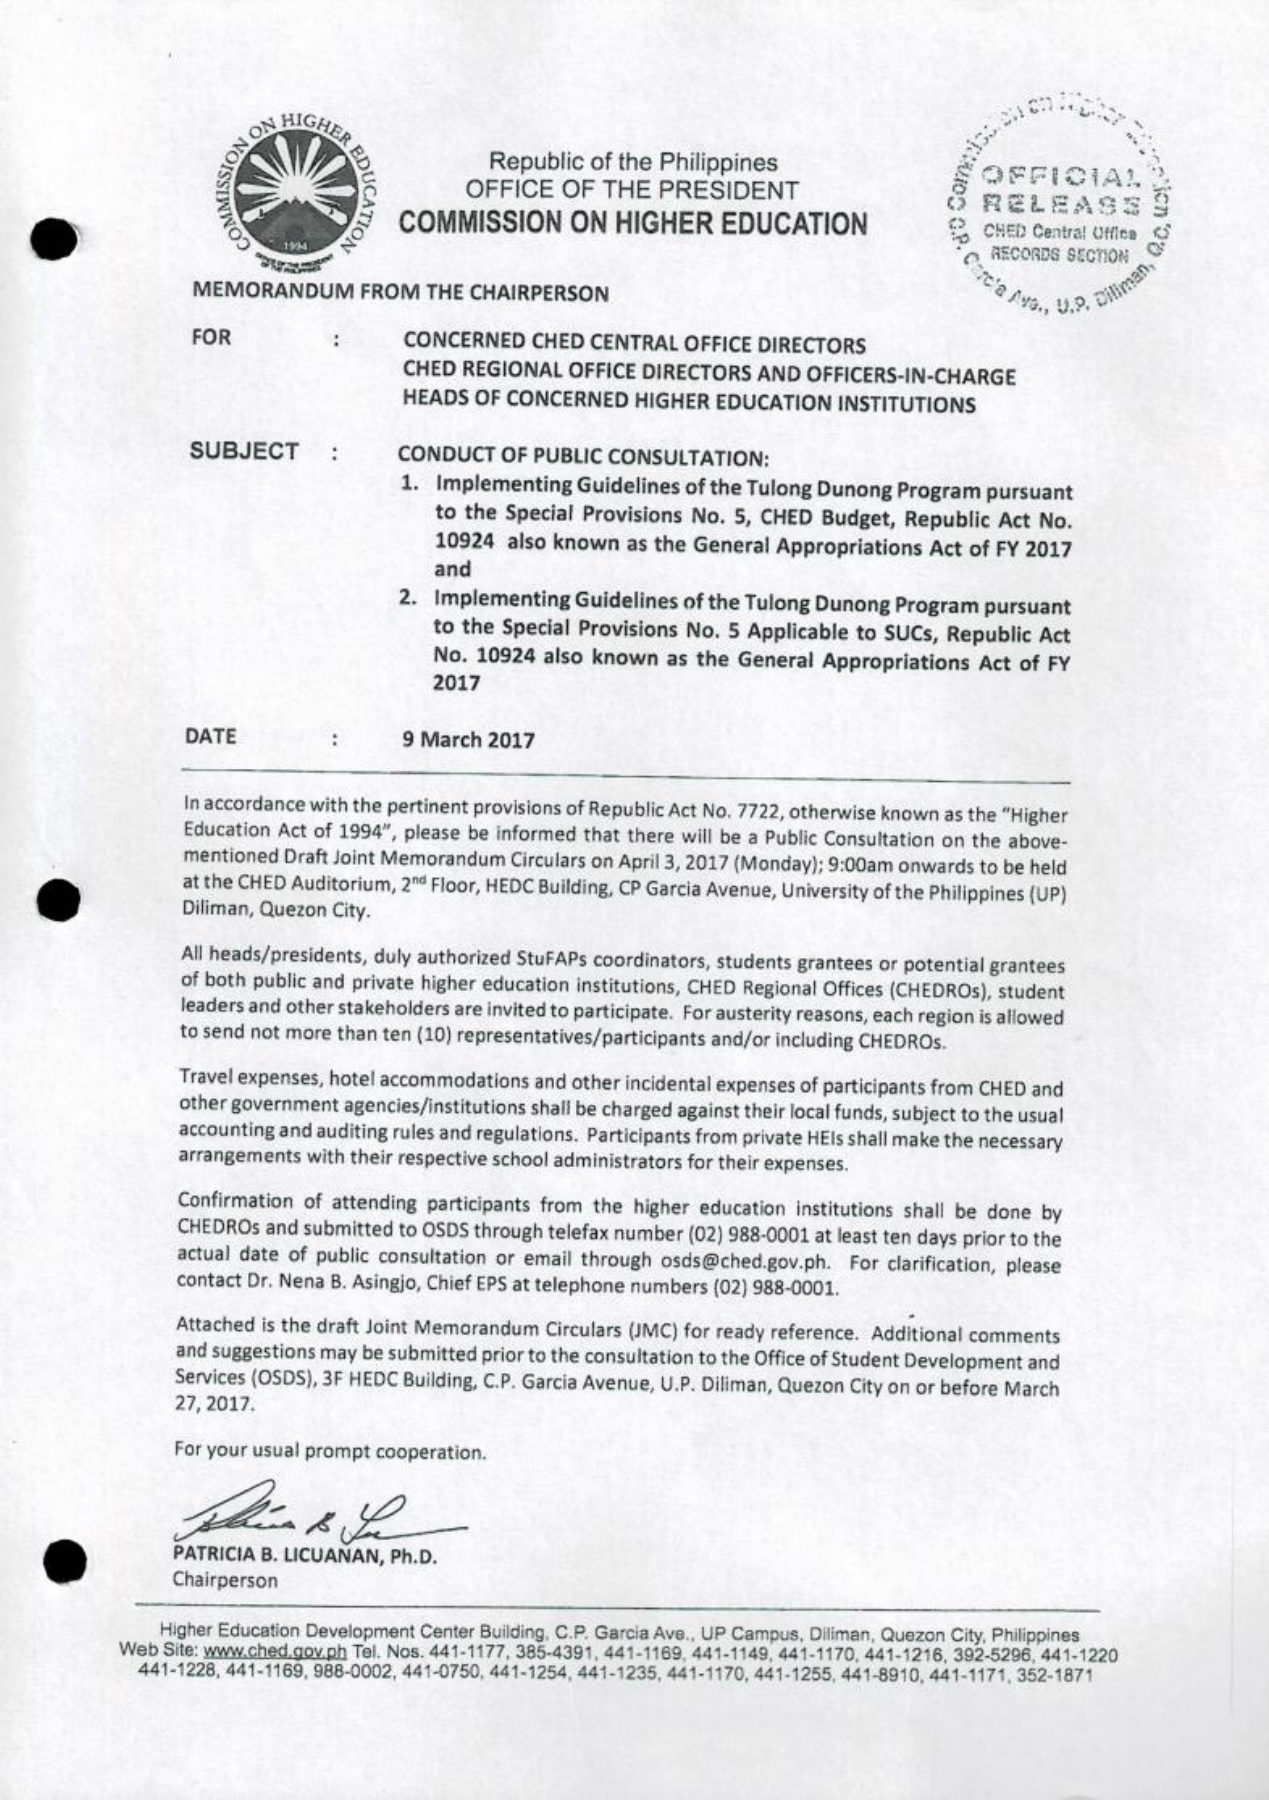 COMMISSION ON HIGHER EDUCATION
1994
OFFICE OF THE PRESIDENT
OF THE PHILIPPINES
Republic of the Philippines
OFFICE OF THE PRESIDENT
COMMISSION ON HIGHER EDUCATION
OFFICIAL
RELEASE
CHED Central Office
RECORDS SECTION
C.P. Garcia Ave., U.P. Diliman, Q.C.
MEMORANDUM FROM THE CHAIRPERSON
FOR : CONCERNED CHED CENTRAL OFFICE DIRECTORS
CHED REGIONAL OFFICE DIRECTORS AND OFFICERS-IN-CHARGE
HEADS OF CONCERNED HIGHER EDUCATION INSTITUTIONS
SUBJECT : CONDUCT OF PUBLIC CONSULTATION:
1. Implementing Guidelines of the Tulong Dunong Program pursuant
to the Special Provisions No. 5, CHED Budget, Republic Act No.
10924 also known as the General Appropriations Act of FY 2017
and
2. Implementing Guidelines of the Tulong Dunong Program pursuant
to the Special Provisions No. 5 Applicable to SUCs, Republic Act
No. 10924 also known as the General Appropriations Act of FY
2017
DATE : 9 March 2017
In accordance with the pertinent provisions of Republic Act No. 7722, otherwise known as the "Higher
Education Act of 1994", please be informed that there will be a Public Consultation on the above-
mentioned Draft Joint Memorandum Circulars on April 3, 2017 (Monday); 9:00am onwards to be held
at the CHED Auditorium, 2nd Floor, HEDC Building, CP Garcia Avenue, University of the Philippines (UP)
Diliman, Quezon City.
All heads/presidents, duly authorized StuFAPs coordinators, students grantees or potential grantees
of both public and private higher education institutions, CHED Regional Offices (CHEDROs), student
leaders and other stakeholders are invited to participate. For austerity reasons, each region is allowed
to send not more than ten (10) representatives/participants and/or including CHEDROs.
Travel expenses, hotel accommodations and other incidental expenses of participants from CHED and
other government agencies/institutions shall be charged against their local funds, subject to the usual
accounting and auditing rules and regulations. Participants from private HEIs shall make the necessary
arrangements with their respective school administrators for their expenses.
Confirmation of attending participants from the higher education institutions shall be done by
CHEDROs and submitted to OSDS through telefax number (02) 988-0001 at least ten days prior to the
actual date of public consultation or email through osds@ched.gov.ph. For clarification, please
contact Dr. Nena B. Asingjo, Chief EPS at telephone numbers (02) 988-0001.
Attached is the draft Joint Memorandum Circulars (JMC) for ready reference. Additional comments
and suggestions may be submitted prior to the consultation to the Office of Student Development and
Services (OSDS), 3F HEDC Building, C.P. Garcia Avenue, U.P. Diliman, Quezon City on or before March
27, 2017.
For your usual prompt cooperation.
PATRICIA B. LICUANAN, Ph.D.
Chairperson
Higher Education Development Center Building, C.P. Garcia Ave., UP Campus, Diliman, Quezon City, Philippines
Web Site: www.ched.gov.ph Tel. Nos. 441-1177, 385-4391, 441-1169, 441-1149, 441-1170, 441-1216, 392-5296, 441-1220
441-1228, 441-1169, 988-0002, 441-0750, 441-1254, 441-1235, 441-1170, 441-1255, 441-8910, 441-1171, 352-1871